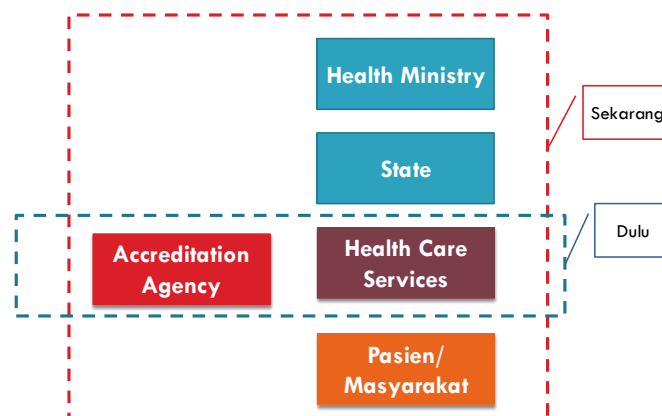 Health Ministry
Sekarang
State
Dulu
Accreditation
Agency
Health Care
Services
Pasien/
Masyarakat